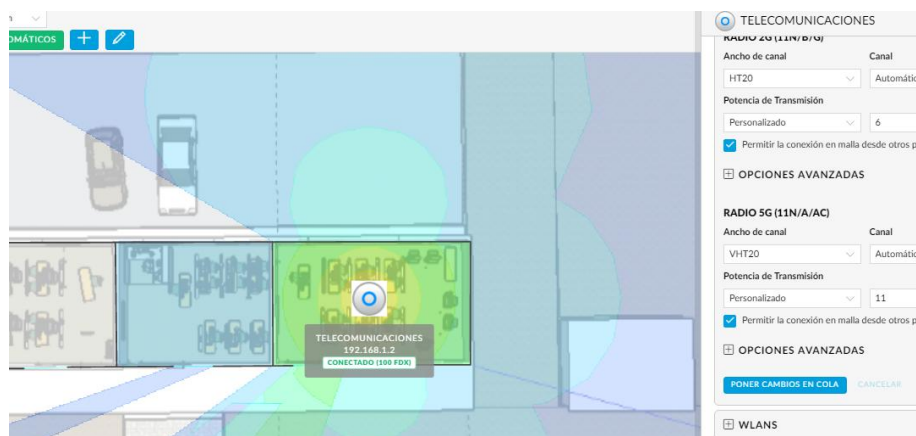 OMÁTICOS
TELECOMUNICACIONES
192.168.1.2
CONECTADO (100 FDX)
TELECOMUNICACIONES
RADIO 2G (11N/B/G)
Ancho de canal Canal
HT20 Automátic
Potencia de Transmisión
Personalizado 6
Permitir la conexión en malla desde otros p
OPCIONES AVANZADAS
RADIO 5G (11N/A/AC)
Ancho de canal Canal
VHT20 Automátic
Potencia de Transmisión
Personalizado 11
Permitir la conexión en malla desde otros p
OPCIONES AVANZADAS
PONER CAMBIOS EN COLA CANCELAR
WLANS